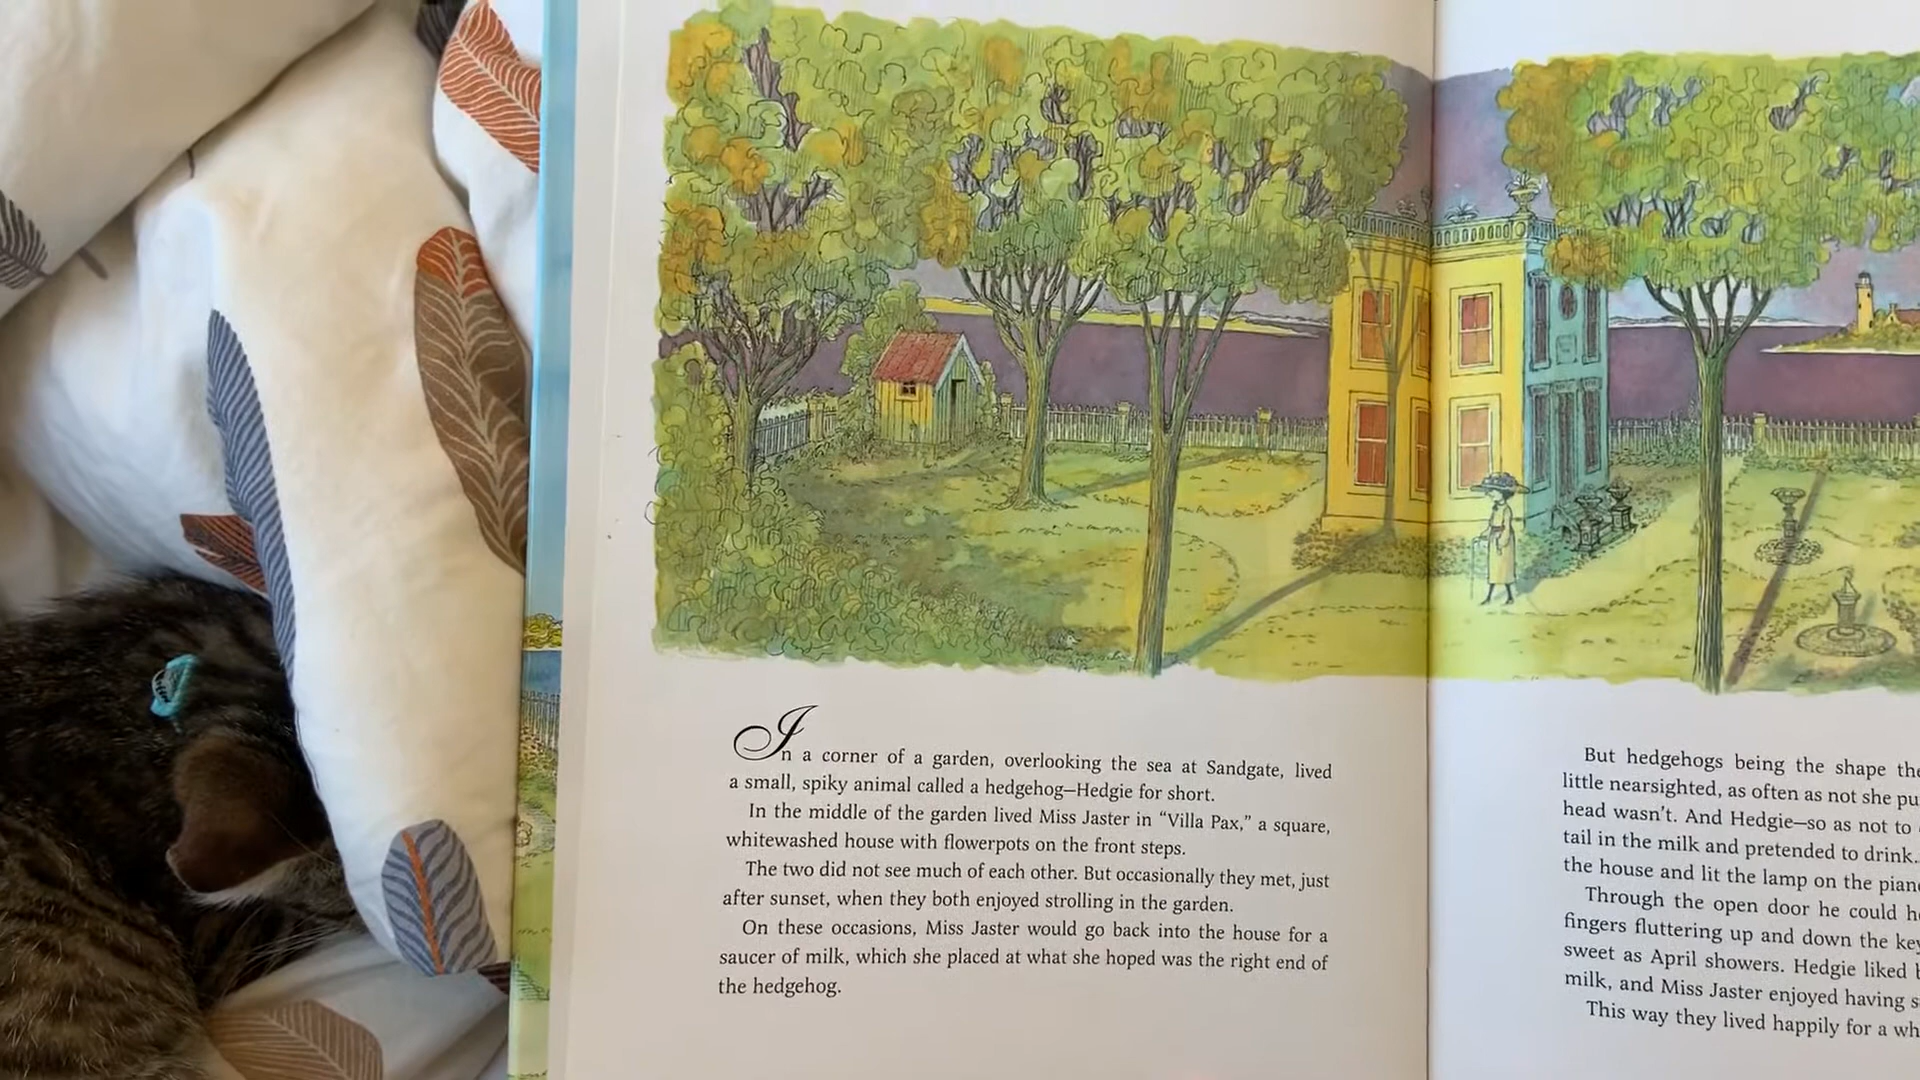 In a corner of a garden, overlooking the sea at Sandgate, lived
a small, spiky animal called a hedgehog—Hedgie for short.
In the middle of the garden lived Miss Jaster in “Villa Pax,” a square,
whitewashed house with flowerpots on the front steps.
The two did not see much of each other. But occasionally they met, just
after sunset, when they both enjoyed strolling in the garden.
On these occasions, Miss Jaster would go back into the house for a
saucer of milk, which she placed at what she hoped was the right end of
the hedgehog.
But hedgehogs being the shape the
little nearsighted, as often as not she pu
head wasn’t. And Hedgie—so as not to
tail in the milk and pretended to drink.
the house and lit the lamp on the pian
Through the open door he could h
fingers fluttering up and down the key
sweet as April showers. Hedgie liked
milk, and Miss Jaster enjoyed having s
This way they lived happily for a wh